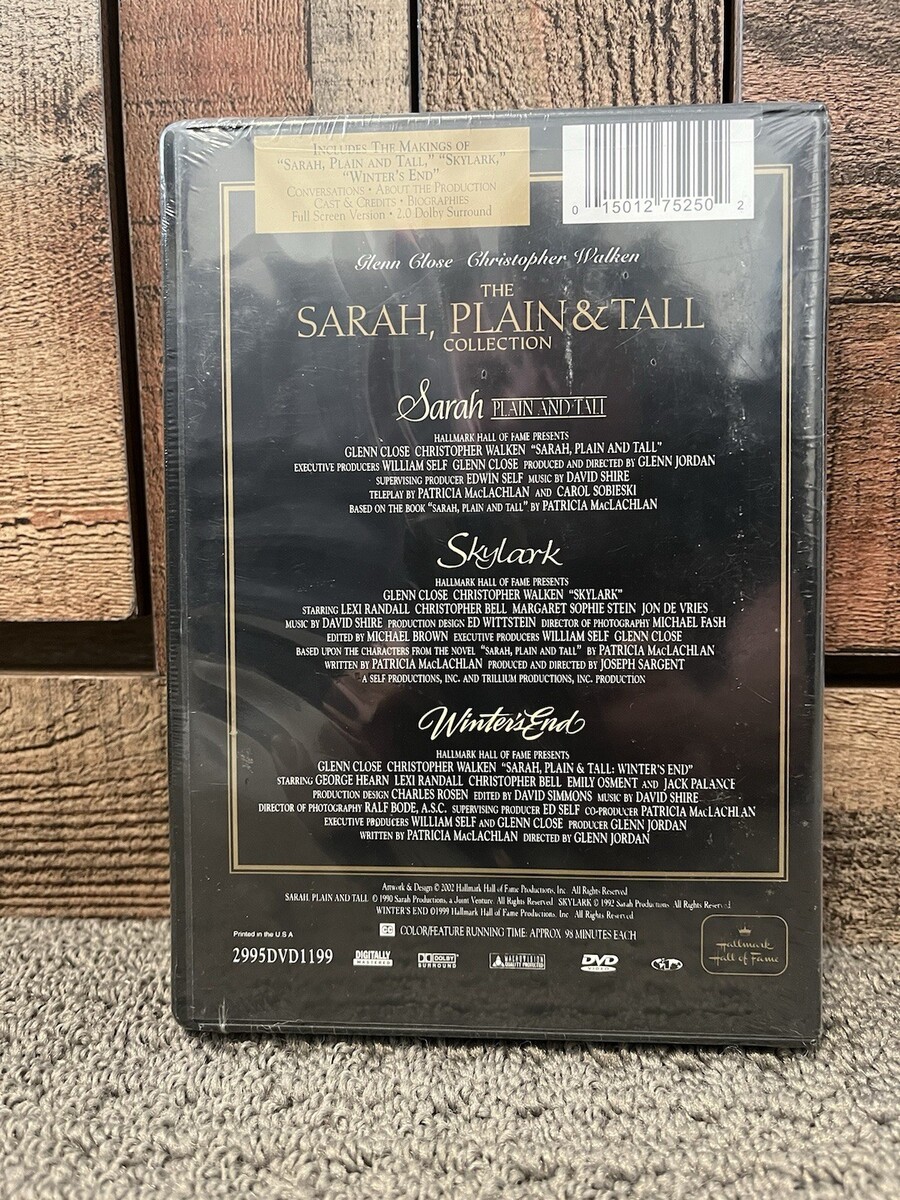 INCLUDES THE MAKINGS OF
"SARAH, PLAIN AND TALL," "SKYLARK,"
"WINTER'S END"
CONVERSATIONS • ABOUT THE PRODUCTION
CAST & CREDITS • BIOGRAPHIES
Full Screen Version • 2.0 Dolby Surround
0 15012 75250 2
Glenn Close Christopher Walken
THE
SARAH, PLAIN & TALL
COLLECTION
Sarah PLAIN AND TALL
HALLMARK HALL OF FAME PRESENTS
GLENN CLOSE CHRISTOPHER WALKEN "SARAH, PLAIN AND TALL"
EXECUTIVE PRODUCERS WILLIAM SELF GLENN CLOSE PRODUCED AND DIRECTED BY GLENN JORDAN
SUPERVISING PRODUCER EDWIN SELF MUSIC BY DAVID SHIRE
TELEPLAY BY PATRICIA MacLACHLAN AND CAROL SOBIESKI
BASED ON THE BOOK "SARAH, PLAIN AND TALL" BY PATRICIA MacLACHLAN
Skylark
HALLMARK HALL OF FAME PRESENTS
GLENN CLOSE CHRISTOPHER WALKEN "SKYLARK"
STARRING LEXI RANDALL CHRISTOPHER BELL MARGARET SOPHIE STEIN JON DE VRIES
MUSIC BY DAVID SHIRE PRODUCTION DESIGN ED WITTSTEIN DIRECTOR OF PHOTOGRAPHY MICHAEL FASH
EDITED BY MICHAEL BROWN EXECUTIVE PRODUCERS WILLIAM SELF GLENN CLOSE
BASED UPON THE CHARACTERS FROM THE NOVEL "SARAH, PLAIN AND TALL" BY PATRICIA MacLACHLAN
WRITTEN BY PATRICIA MacLACHLAN PRODUCED AND DIRECTED BY JOSEPH SARGENT
A SELF PRODUCTIONS, INC. AND TRILLIUM PRODUCTIONS, INC. PRODUCTION
Winter's End
HALLMARK HALL OF FAME PRESENTS
GLENN CLOSE CHRISTOPHER WALKEN "SARAH, PLAIN & TALL: WINTER'S END"
STARRING GEORGE HEARN LEXI RANDALL CHRISTOPHER BELL EMILY OSMENT AND JACK PALANCE
PRODUCTION DESIGN CHARLES ROSEN EDITED BY DAVID SIMMONS MUSIC BY DAVID SHIRE
DIRECTOR OF PHOTOGRAPHY RALF BODE, A.S.C. SUPERVISING PRODUCER ED SELF CO-PRODUCER PATRICIA MacLACHLAN
EXECUTIVE PRODUCERS WILLIAM SELF AND GLENN CLOSE PRODUCER GLENN JORDAN
WRITTEN BY PATRICIA MacLACHLAN DIRECTED BY GLENN JORDAN
Artwork & Design © 2002 Hallmark Hall of Fame Productions, Inc. All Rights Reserved
SARAH, PLAIN AND TALL © 1990 Sarah Productions, a Joint Venture All Rights Reserved SKYLARK © 1992 Sarah Productions All Rights Reserved
WINTER'S END ©1999 Hallmark Hall of Fame Productions, Inc. All Rights Reserved
CC COLOR/FEATURE RUNNING TIME: APPROX. 98 MINUTES EACH
Printed in the U.S.A
2995DVD1199
DIGITALLY MASTERED
DOLBY SURROUND
MACROVISION QUALITY PROTECTED
DVD VIDEO
Hallmark
Hall of Fame